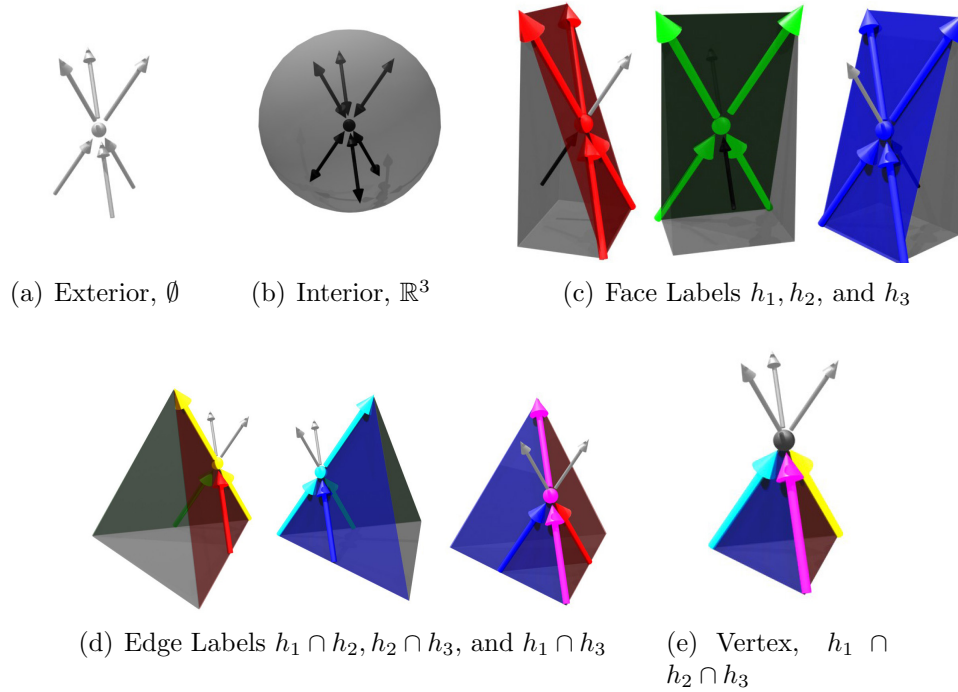 (a) Exterior, ∅
(b) Interior, ℝ³
(c) Face Labels h₁, h₂, and h₃
(d) Edge Labels h₁ ∩ h₂, h₂ ∩ h₃, and h₁ ∩ h₃
(e) Vertex, h₁ ∩
h₂ ∩ h₃